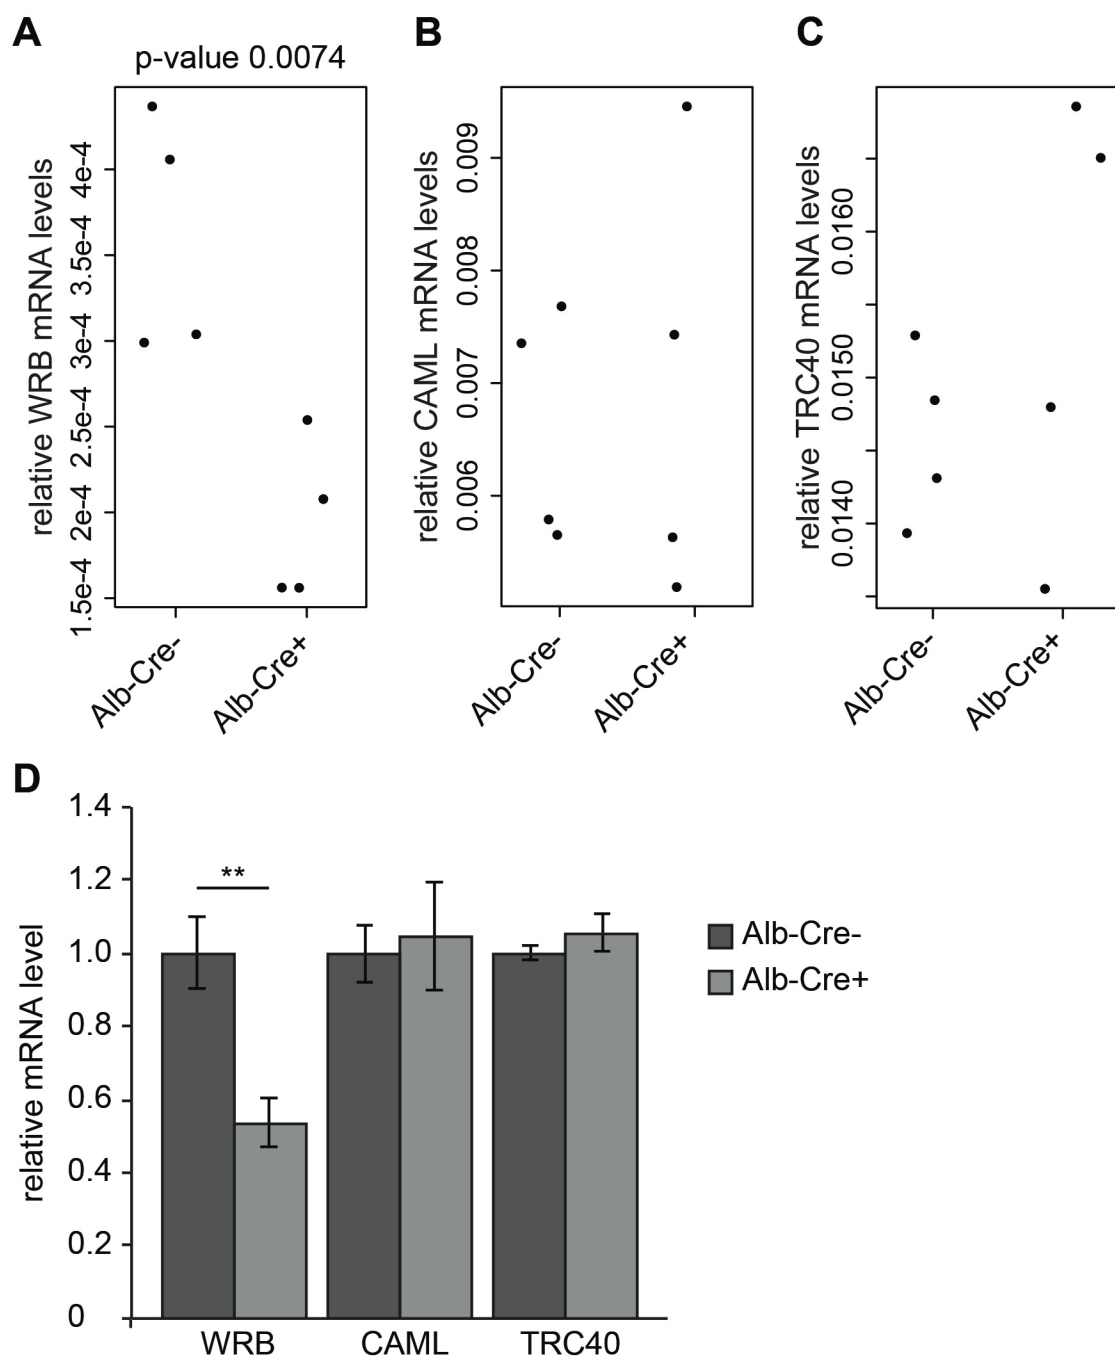 A
p-value 0.0074
relative WRB mRNA levels
4e-4
3.5e-4
3e-4
2.5e-4
2e-4
1.5e-4
Alb-Cre-
Alb-Cre+
B
relative CAML mRNA levels
0.009
0.008
0.007
0.006
Alb-Cre-
Alb-Cre+
C
relative TRC40 mRNA levels
0.0160
0.0150
0.0140
Alb-Cre-
Alb-Cre+
D
relative mRNA level
1.4
1.2
1.0
0.8
0.6
0.4
0.2
0
**
WRB
CAML
TRC40
Alb-Cre-
Alb-Cre+